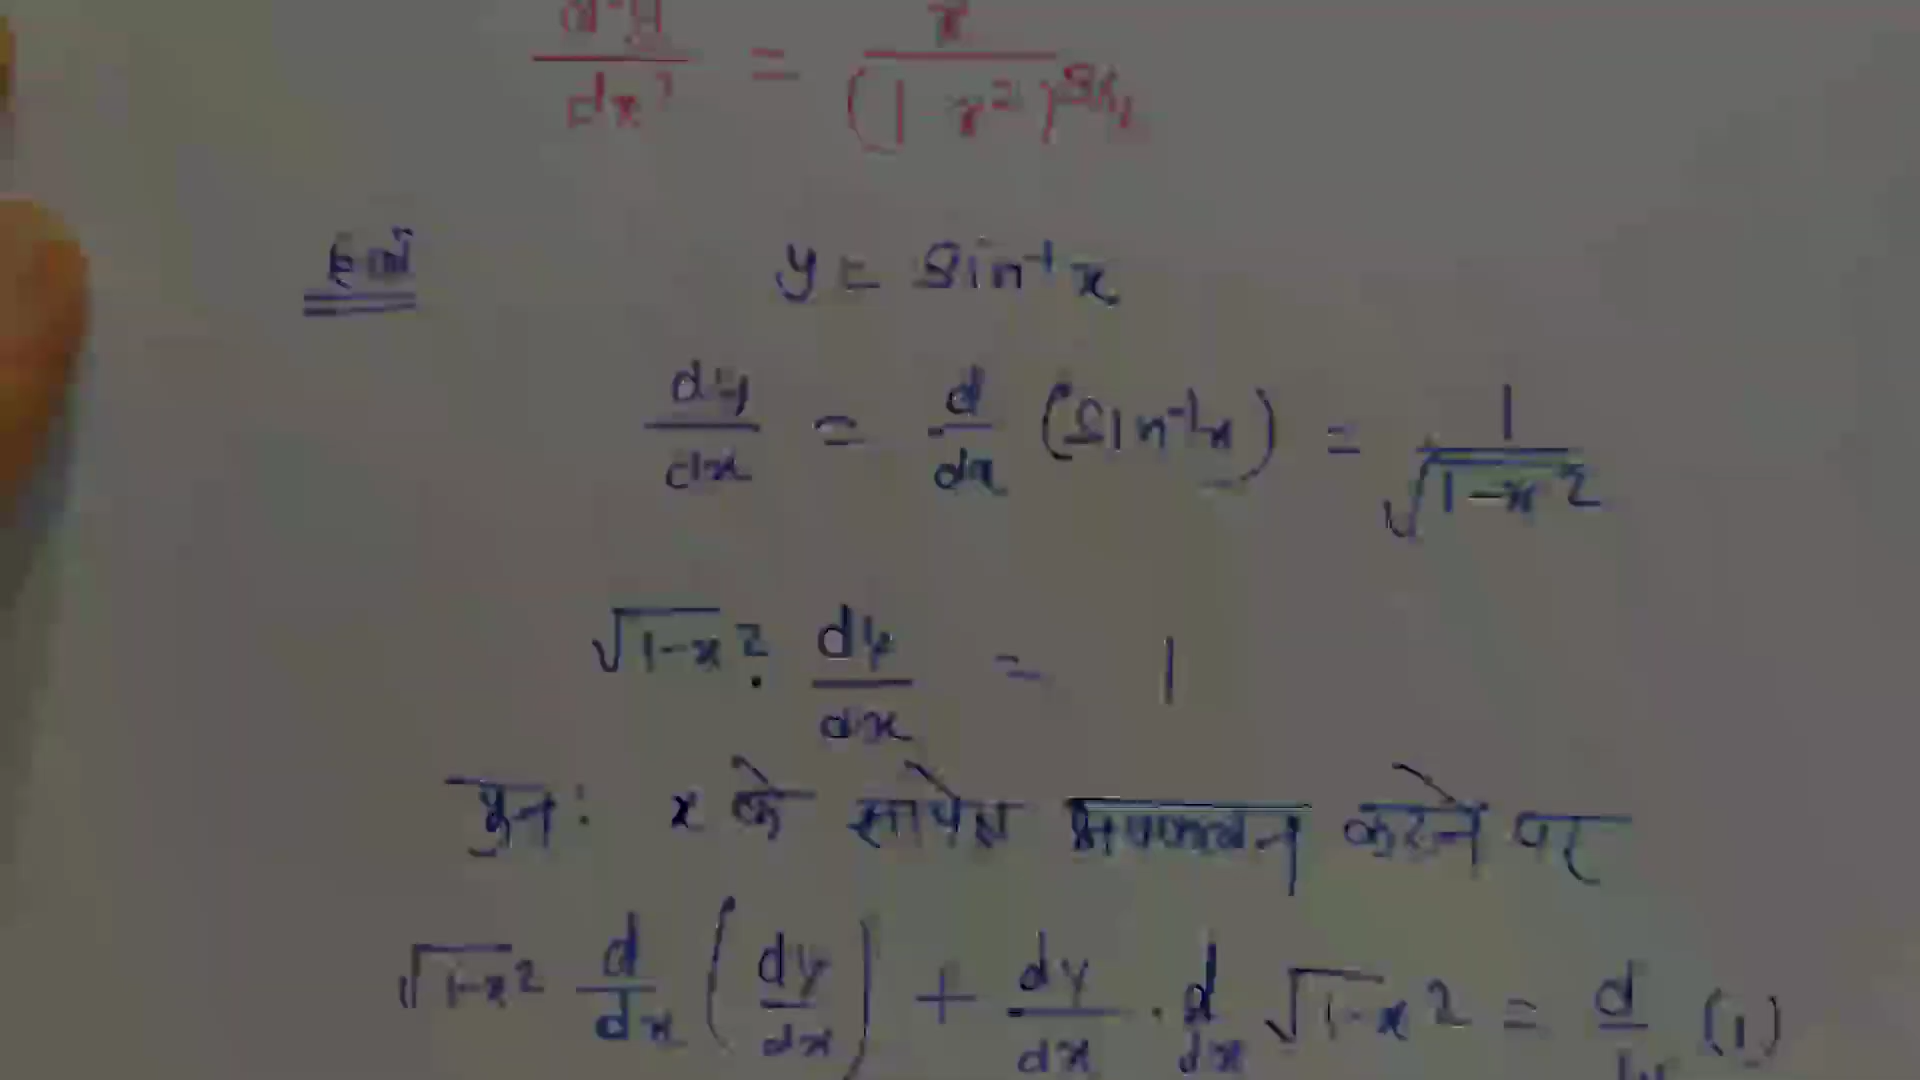 d²y/dx² = x/(1-x²)^3/2
हल
y = Sin⁻¹x
dy/dx = d/dx (Sin⁻¹x) = 1/√1-x²
√1-x² . dy/dx = 1
पुनः x के सापेक्ष अवकलन करने पर
√1-x² d/dx (dy/dx) + dy/dx . d/dx √1-x² = d/dx (1)